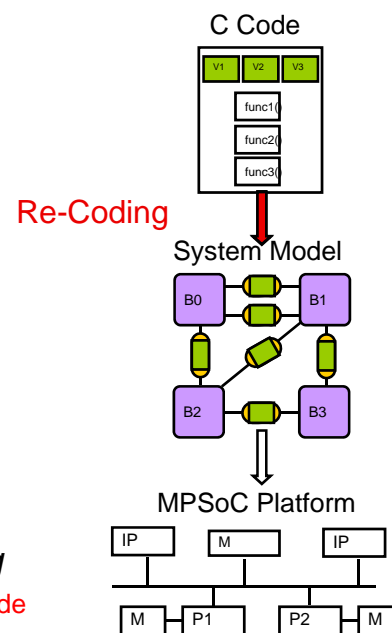 C Code
V1 V2 V3
func1()
func2()
func3()
Re-Coding
System Model
B0 B1
B2 B3
MPSoC Platform
IP M IP
de
M P1 P2 M